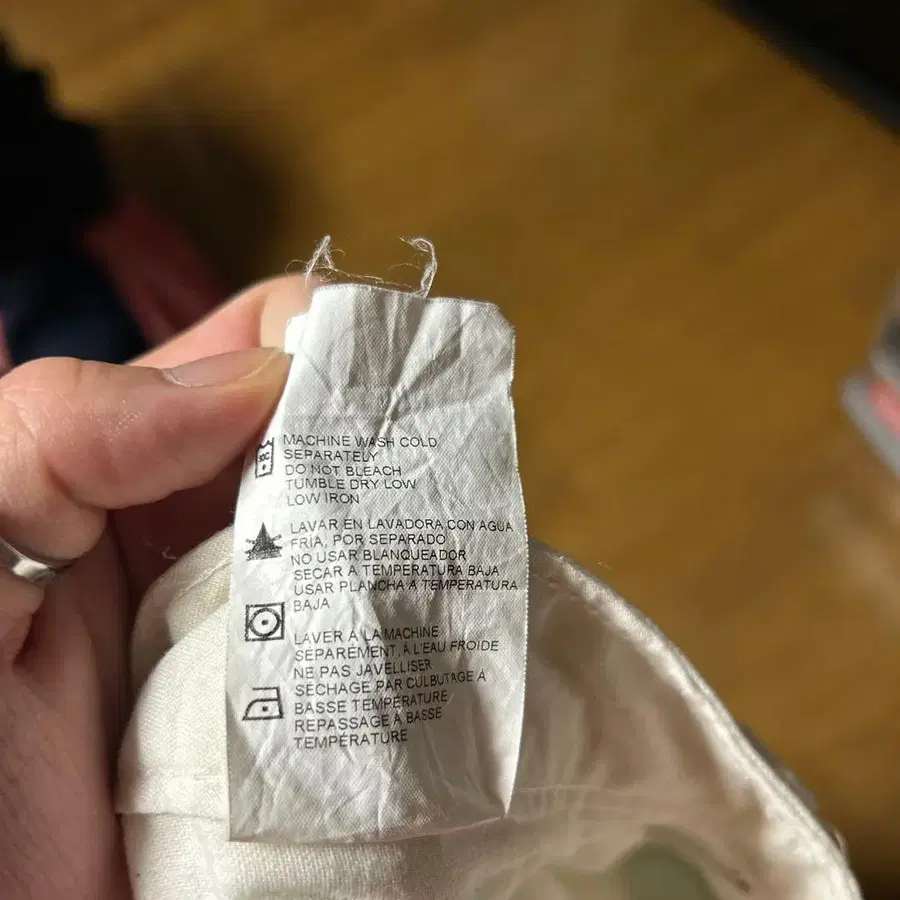 MACHINE WASH COLD
SEPARATELY
DO NOT BLEACH
TUMBLE DRY LOW
LOW IRON
LAVAR EN LAVADORA CON AGUA
FRIA, POR SEPARADO
NO USAR BLANQUEADOR
SECAR A TEMPERATURA BAJA
USAR PLANCHA A TEMPERATURA
BAJA
LAVER À LA MACHINE
SÉPARÉMENT, À L'EAU FROIDE
NE PAS JAVELLISER
SÉCHAGE PAR CULBUTAGE À
BASSE TEMPÉRATURE
REPASSAGE À BASSE
TEMPÉRATURE